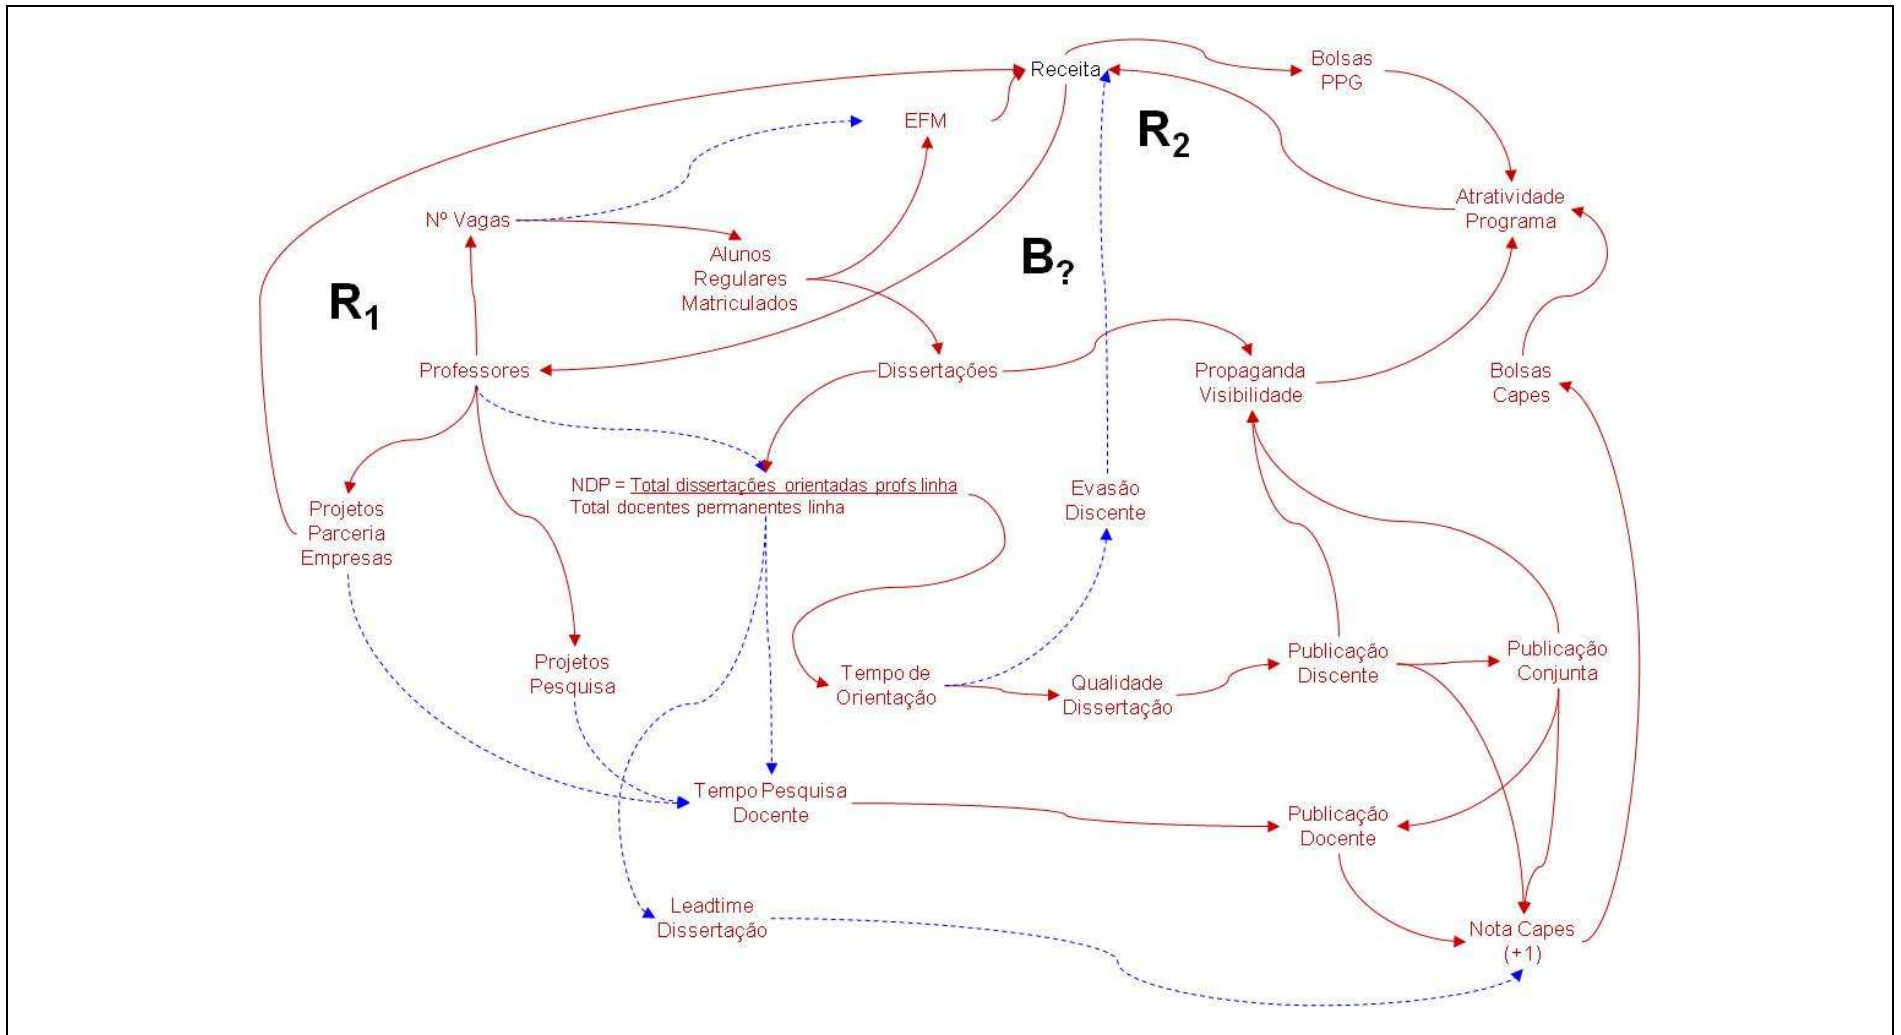 Receita
Bolsas
PPG
EFM
R2
Atratividade
Programa
Nº Vagas
Alunos
Regulares
Matriculados
B?
R1
Professores
Dissertações
Propaganda
Visibilidade
Bolsas
Capes
NDP = Total dissertações orientadas profs linha
Total docentes permanentes linha
Evasão
Discente
Projetos
Parceria
Empresas
Projetos
Pesquisa
Tempo de
Orientação
Qualidade
Dissertação
Publicação
Discente
Publicação
Conjunta
Tempo Pesquisa
Docente
Publicação
Docente
Leadtime
Dissertação
Nota Capes
(+1)